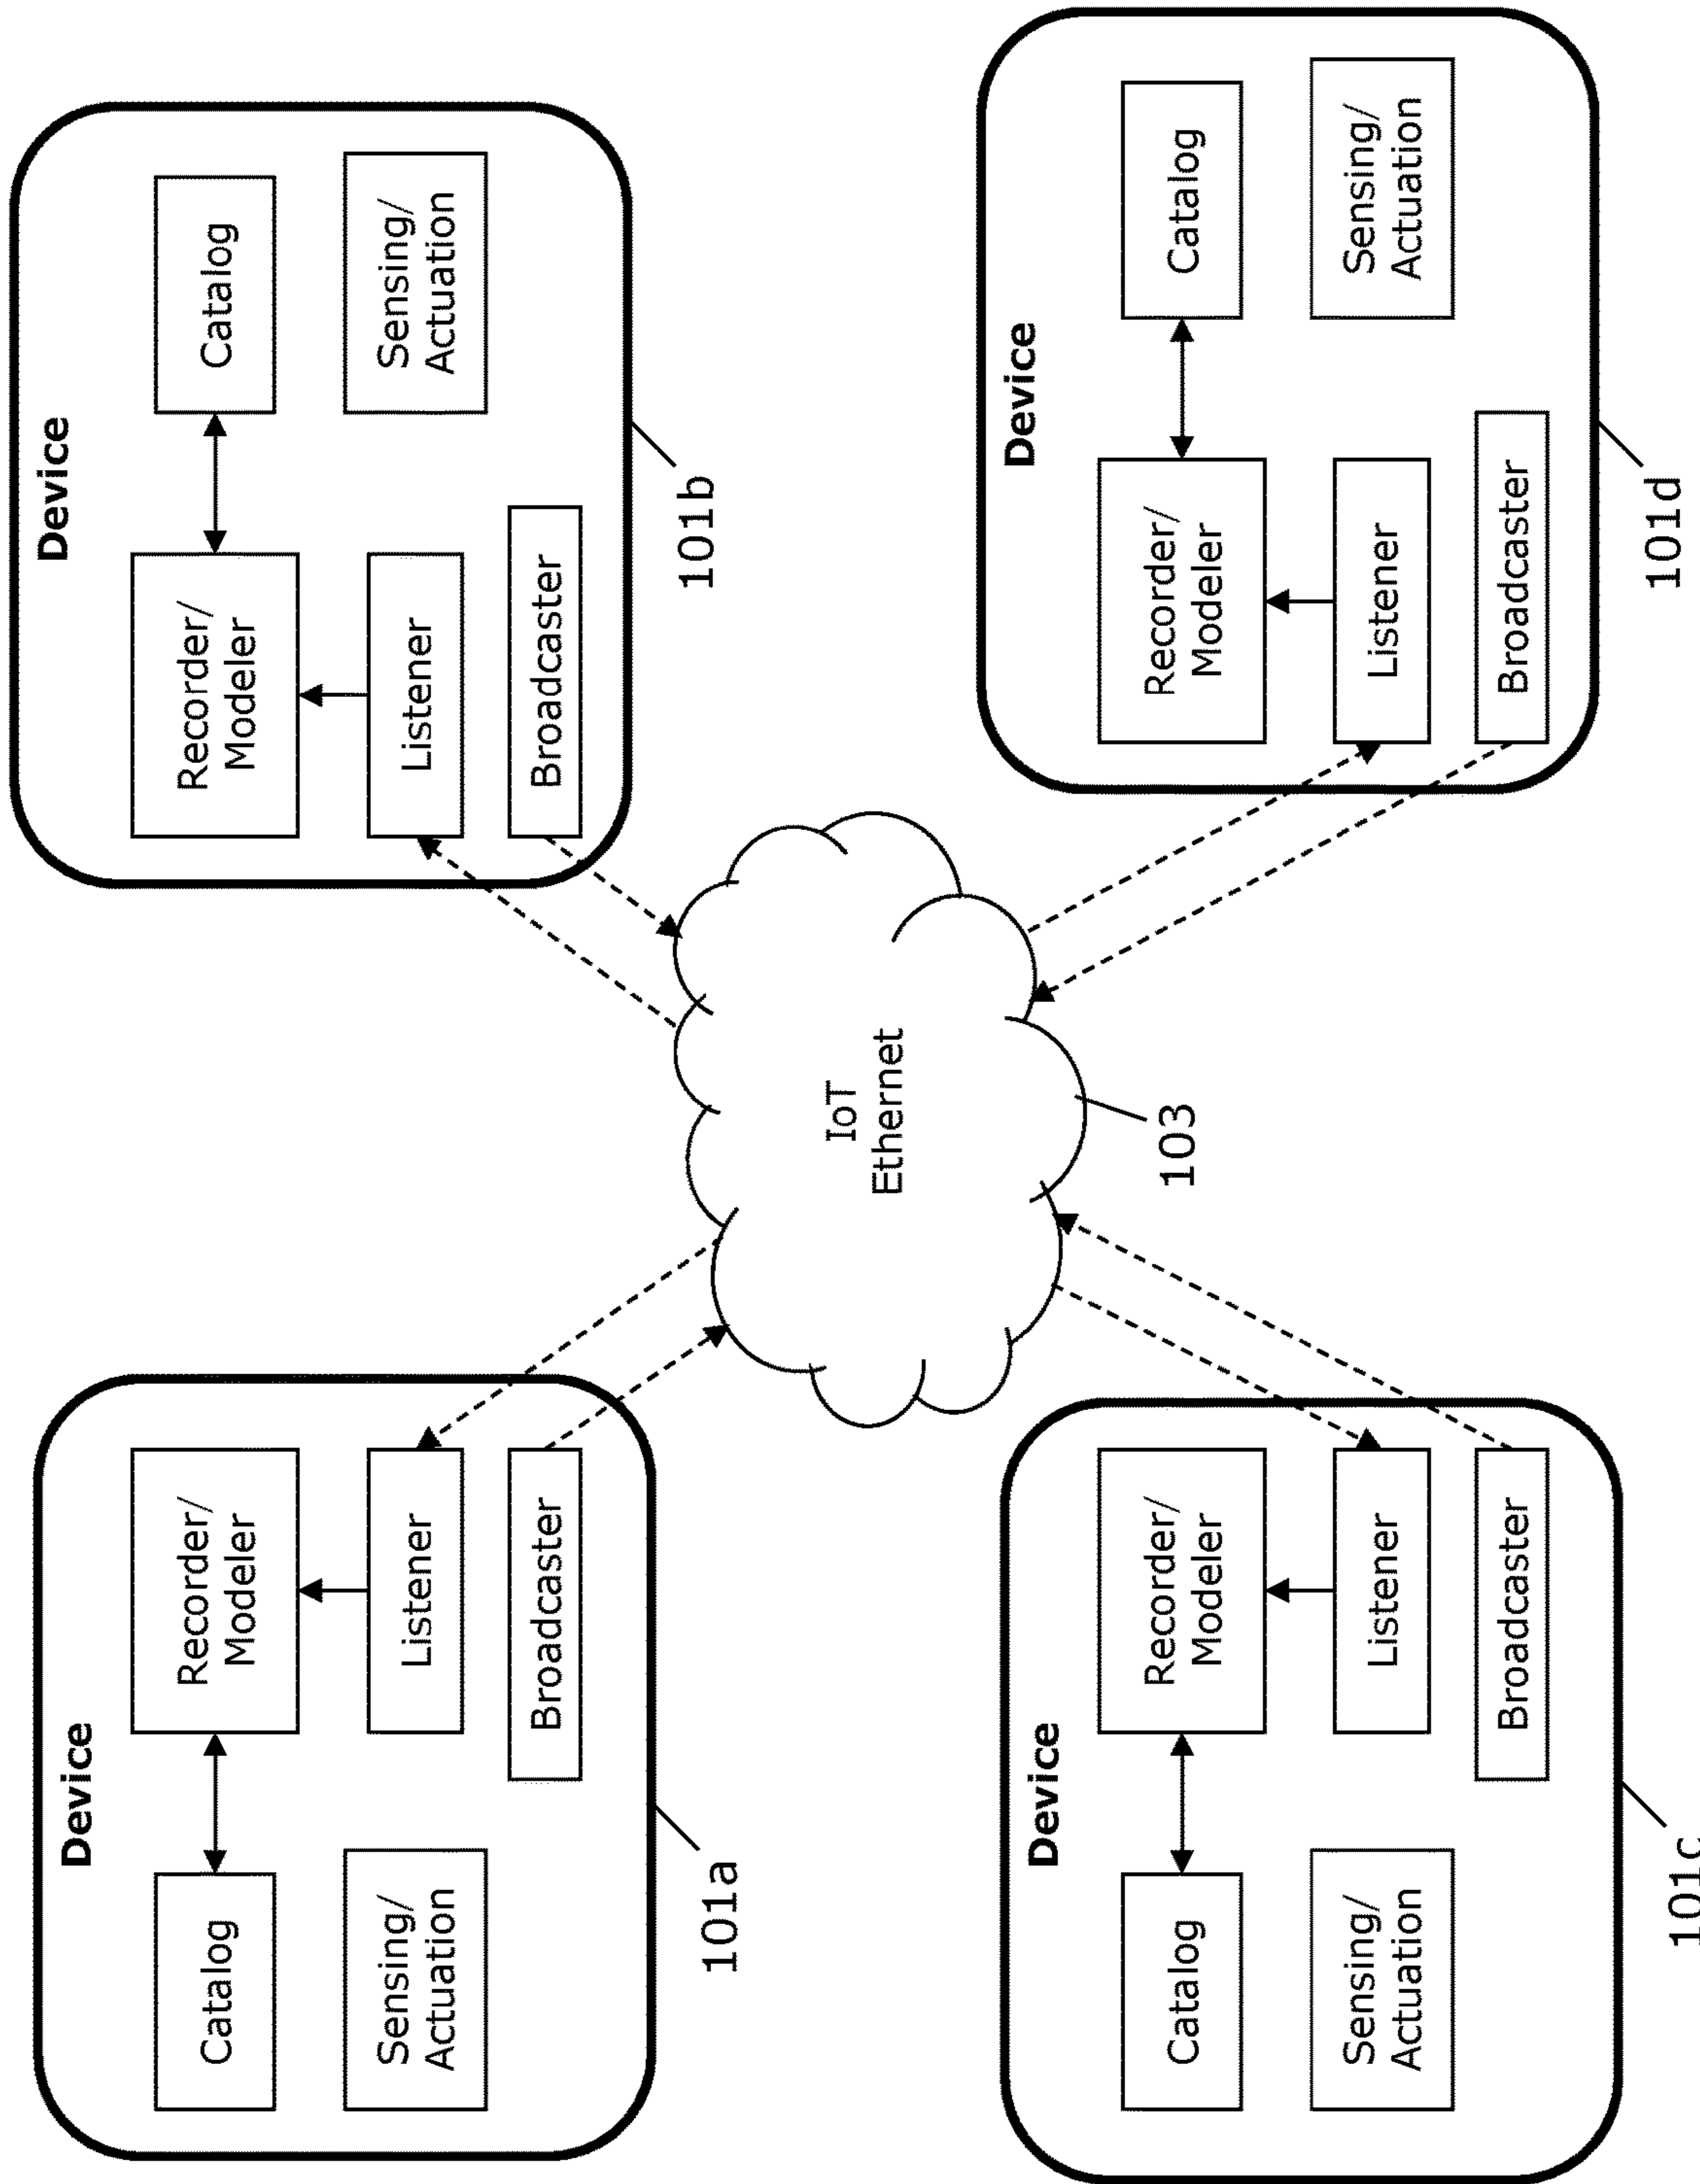 Device
Catalog
Recorder/
Modeler
Sensing/
Actuation
Listener
Broadcaster
101a
Device
Recorder/
Modeler
Catalog
Listener
Sensing/
Actuation
Broadcaster
101b
IoT
Ethernet
103
Device
Catalog
Recorder/
Modeler
Sensing/
Actuation
Listener
Broadcaster
101c
Device
Recorder/
Modeler
Catalog
Listener
Sensing/
Actuation
Broadcaster
101d